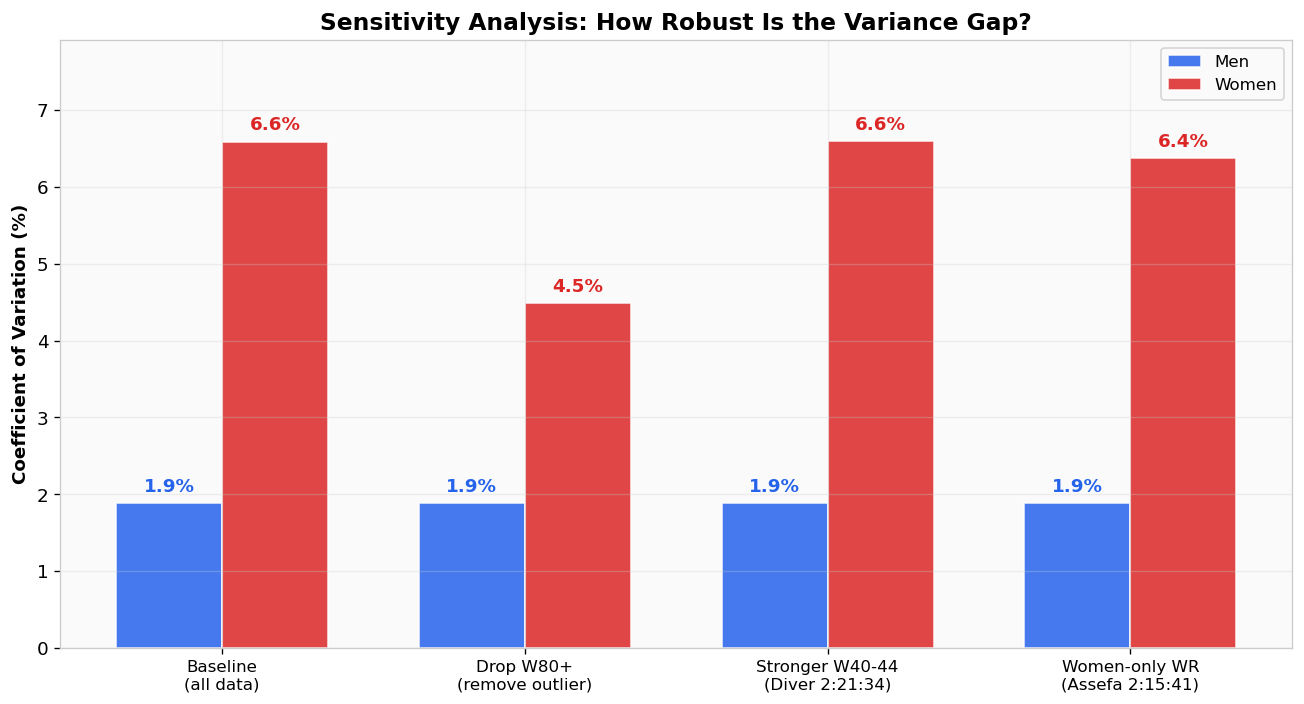 Sensitivity Analysis: How Robust Is the Variance Gap?
Men
Women
Coefficient of Variation (%)
7
6
5
4
3
2
1
0
1.9%
6.6%
1.9%
4.5%
1.9%
6.6%
1.9%
6.4%
Baseline
(all data)
Drop W80+
(remove outlier)
Stronger W40-44
(Diver 2:21:34)
Women-only WR
(Assefa 2:15:41)